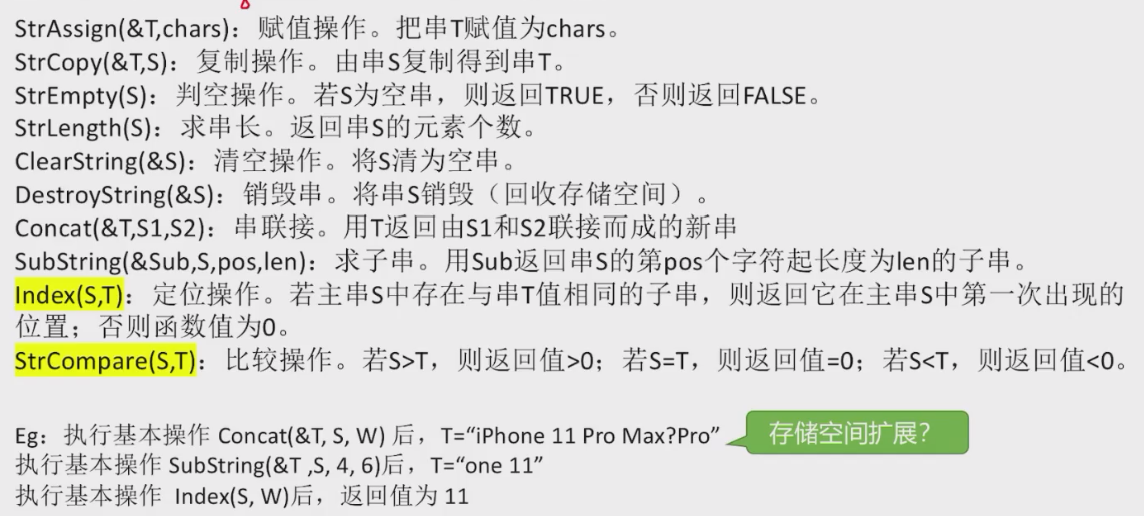 StrAssign(&T,chars)：赋值操作。把串T赋值为chars。
StrCopy(&T,S)：复制操作。由串S复制得到串T。
StrEmpty(S)：判空操作。若S为空串，则返回TRUE，否则返回FALSE。
StrLength(S)：求串长。返回串S的元素个数。
ClearString(&S)：清空操作。将S清为空串。
DestroyString(&S)：销毁串。将串S销毁（回收存储空间）。
Concat(&T,S1,S2)：串联接。用T返回由S1和S2联接而成的新串
SubString(&Sub,S,pos,len)：求子串。用Sub返回串S的第pos个字符起长度为len的子串。
Index(S,T)：定位操作。若主串S中存在与串T值相同的子串，则返回它在主串S中第一次出现的
位置；否则函数值为0。
StrCompare(S,T)：比较操作。若S>T，则返回值>0；若S=T，则返回值=0；若S<T，则返回值<0。
Eg：执行基本操作 Concat(&T, S, W) 后，T=“iPhone 11 Pro Max?Pro”
存储空间扩展？
执行基本操作 SubString(&T ,S, 4, 6)后，T=“one 11”
执行基本操作 Index(S, W)后，返回值为 11